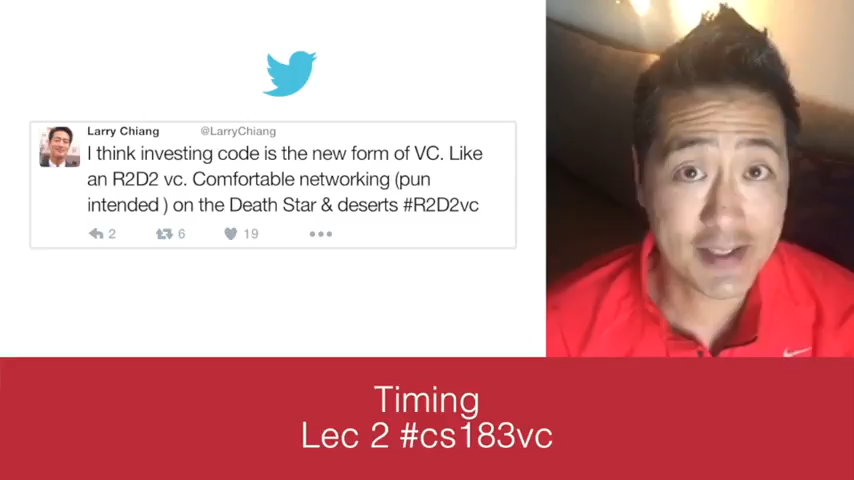 Larry Chiang @LarryChiang
I think investing code is the new form of VC. Like
an R2D2 vc. Comfortable networking (pun
intended ) on the Death Star & deserts #R2D2vc
2 6 19
Timing
Lec 2 #cs183vc